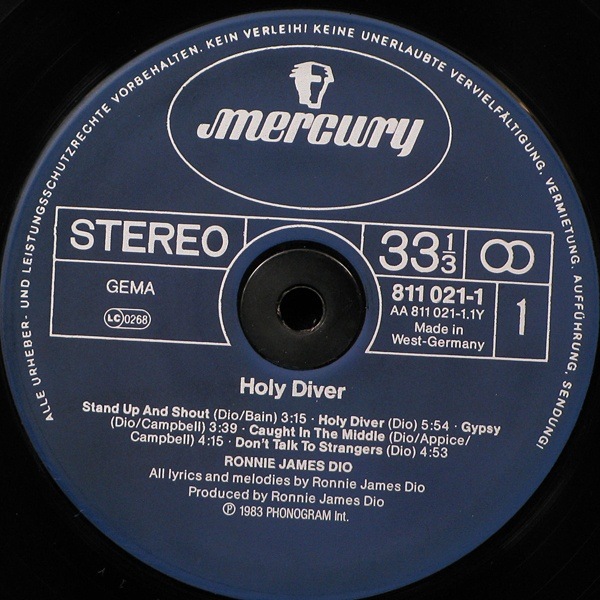 ALLE URHEBER- UND LEISTUNGSSCHUTZRECHTE VORBEHALTEN. KEIN VERLEIH! KEINE UNERLAUBTE VERVIELFÄLTIGUNG, VERMIETUNG, AUFFÜHRUNG, SENDUNG!
mercury
STEREO
33 1/3
GEMA
LC 0268
811 021-1
AA 811 021-1.1Y
Made in
West-Germany
1
Holy Diver
Stand Up And Shout (Dio/Bain) 3:15 · Holy Diver (Dio) 5:54 · Gypsy
(Dio/Campbell) 3:39 · Caught In The Middle (Dio/Appice/
Campbell) 4:15 · Don't Talk To Strangers (Dio) 4:53
RONNIE JAMES DIO
All lyrics and melodies by Ronnie James Dio
Produced by Ronnie James Dio
℗ 1983 PHONOGRAM Int.